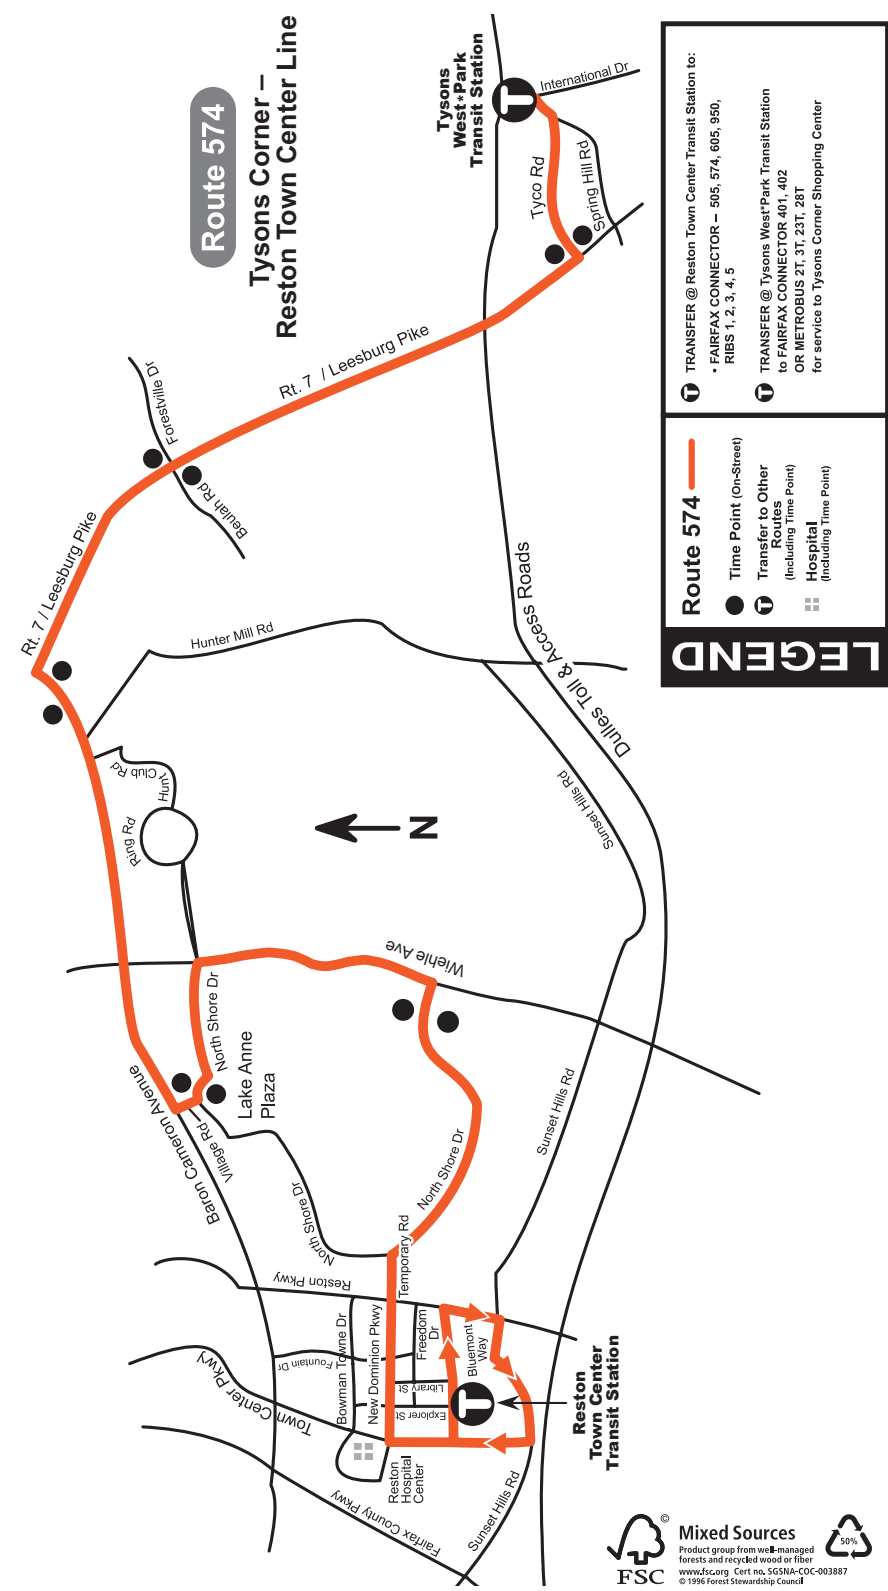 Route 574
Tysons Corner –
Reston Town Center Line
Tysons
West*Park
Transit Station
International Dr
Tyco Rd
Spring Hill Rd
Rt. 7 / Leesburg Pike
Forestville Dr
Beulah Rd
Rt. 7 / Leesburg Pike
Hunter Mill Rd
Dulles Toll & Access Roads
Sunset Hills Rd
Hunt
Club Rd
Ring Rd
N
Wiehle Ave
North Shore Dr
Lake Anne
Plaza
Baron Cameron Avenue
Village Rd
North Shore Dr
North Shore Dr
Sunset Hills Rd
Temporary Rd
Reston Pkwy
Bowman Towne Dr
New Dominion Pkwy
Freedom
Dr
Bluemont
Way
Fountain Dr
Library St
Explorer St
Town Center Pkwy
Reston
Town Center
Transit Station
Reston
Hospital
Center
Fairfax County Pkwy
Sunset Hills Rd
LEGEND
Route 574
Time Point (On-Street)
T Transfer to Other
Routes
(Including Time Point)
Hospital
(Including Time Point)
T TRANSFER @ Reston Town Center Transit Station to:
• FAIRFAX CONNECTOR – 505, 574, 605, 950,
RIBS 1, 2, 3, 4, 5
T TRANSFER @ Tysons West*Park Transit Station
to FAIRFAX CONNECTOR 401, 402
OR METROBUS 2T, 3T, 23T, 28T
for service to Tysons Corner Shopping Center
T
T
©
FSC
Mixed Sources
Product group from well-managed
forests and recycled wood or fiber
www.fsc.org Cert no. SGSNA-COC-003887
© 1996 Forest Stewardship Council
50%